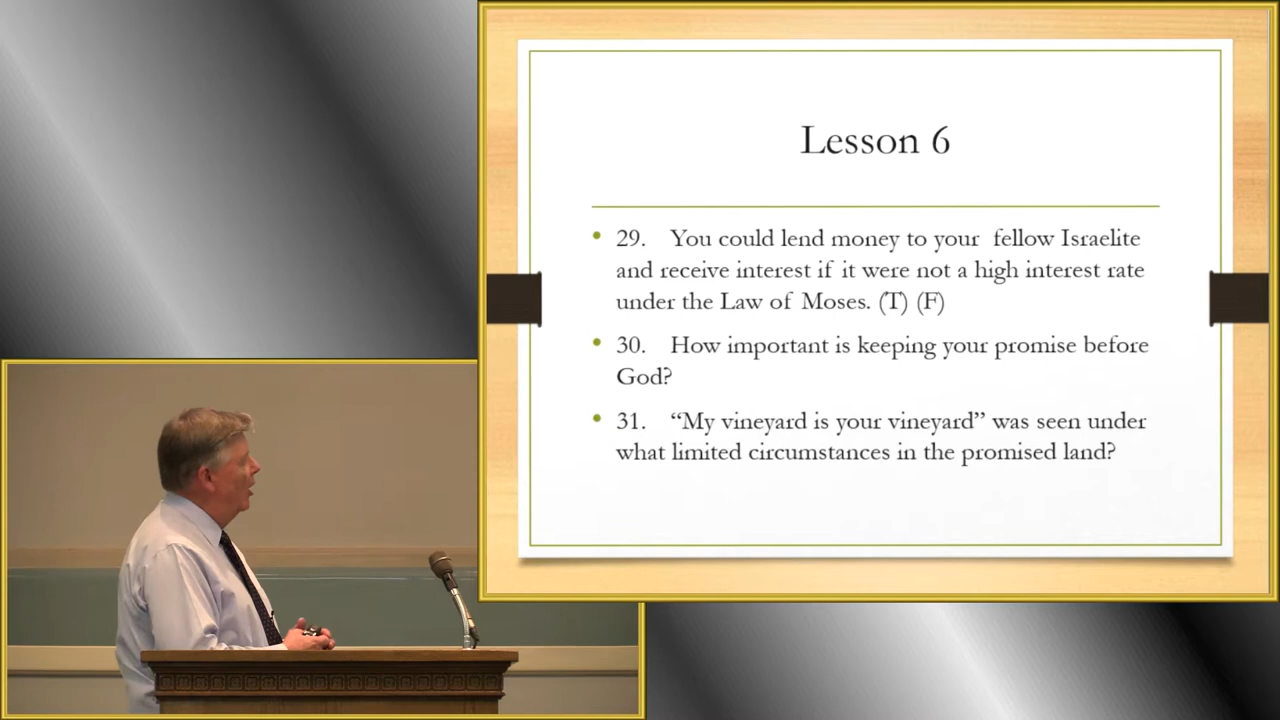 Lesson 6
• 29. You could lend money to your fellow Israelite
and receive interest if it were not a high interest rate
under the Law of Moses. (T) (F)
• 30. How important is keeping your promise before
God?
• 31. “My vineyard is your vineyard” was seen under
what limited circumstances in the promised land?